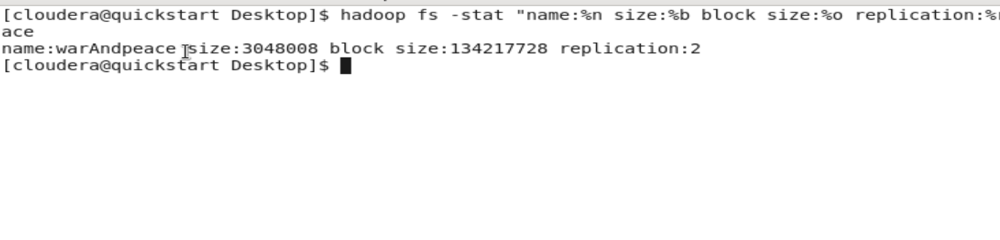 [cloudera@quickstart Desktop]$ hadoop fs -stat "name:%n size:%b block size:%o replication:%r
ace
name:warAndpeace size:3048008 block size:134217728 replication:2
[cloudera@quickstart Desktop]$